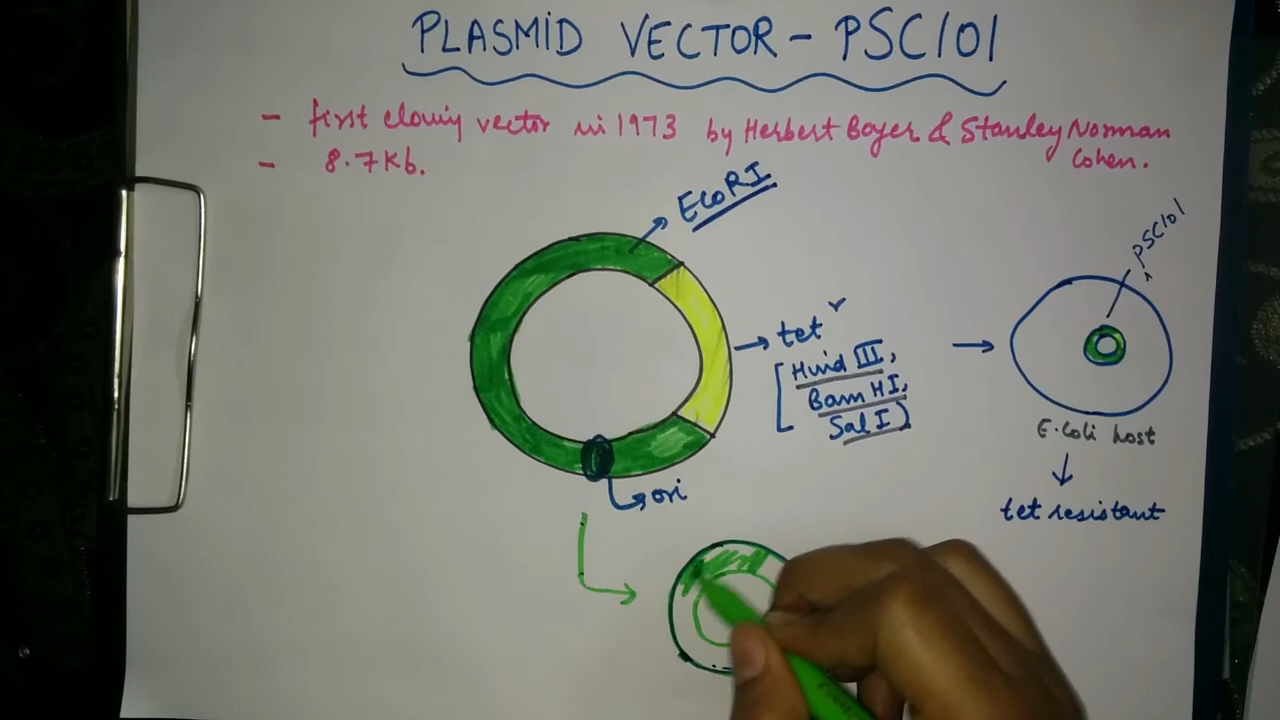 PLASMID VECTOR - PSC101
- first cloning vector in 1973 by Herbert Boyer & Stanley Norman Cohen.
- 8.7Kb.
EcoRI
tet r
[Hind III,
Bam HI,
Sal I]
ori
PSC101
E.Coli host
tet resistant